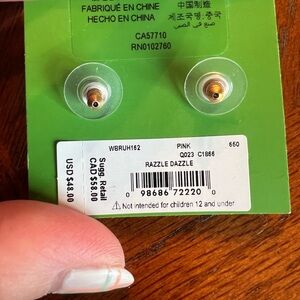 FABRIQUÉ EN CHINE
HECHO EN CHINA
中国制造
제조국명:중국
صنع في الصين
CA57710
RN0102760
WBRUH162 PINK 650
Q023 C1866
RAZZLE DAZZLE
0 98686 72220
Not intended for children 12 and under
Sugg. Retail
CAD $58.00
USD $48.00